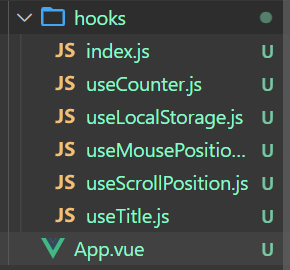 hooks
JS index.js U
JS useCounter.js U
JS useLocalStorage.js U
JS useMousePositio... U
JS useScrollPosition.js U
JS useTitle.js U
App.vue U